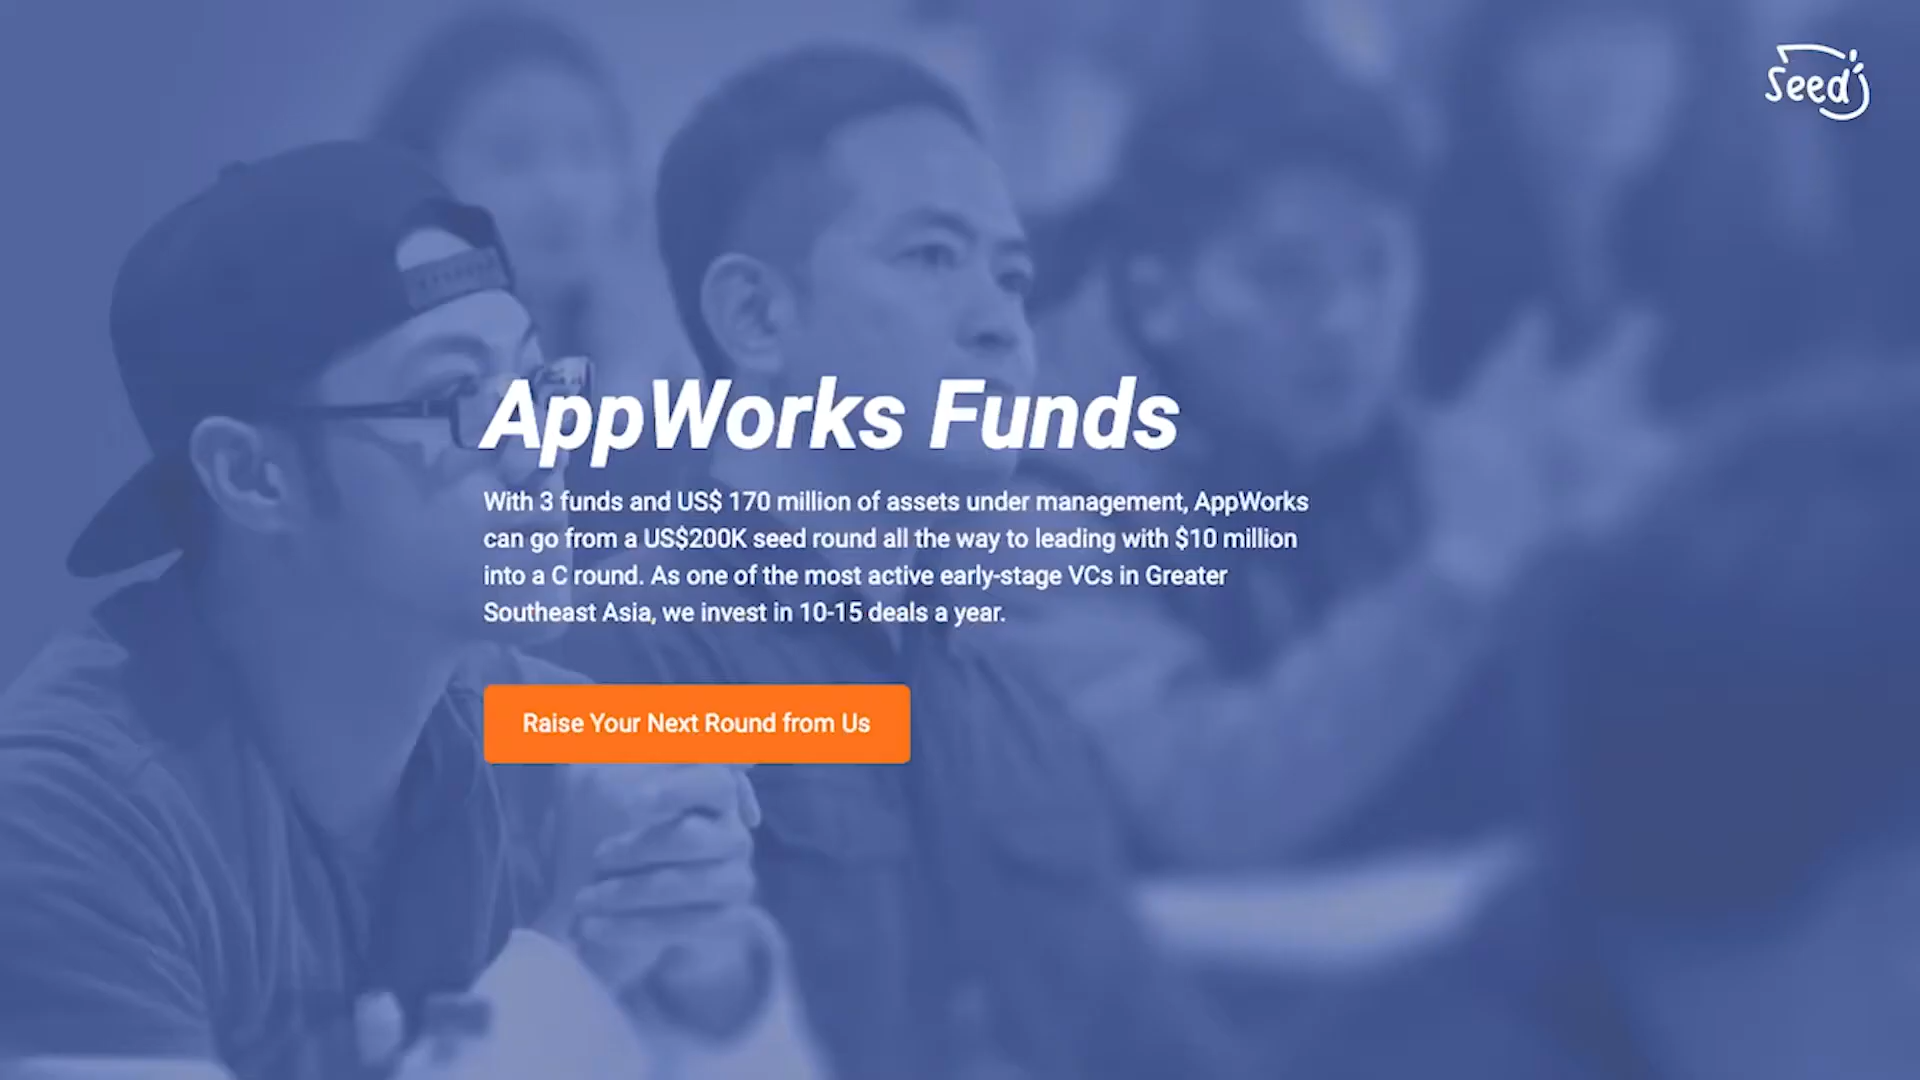 Seed
AppWorks Funds
With 3 funds and US$ 170 million of assets under management, AppWorks
can go from a US$200K seed round all the way to leading with $10 million
into a C round. As one of the most active early-stage VCs in Greater
Southeast Asia, we invest in 10-15 deals a year.
Raise Your Next Round from Us